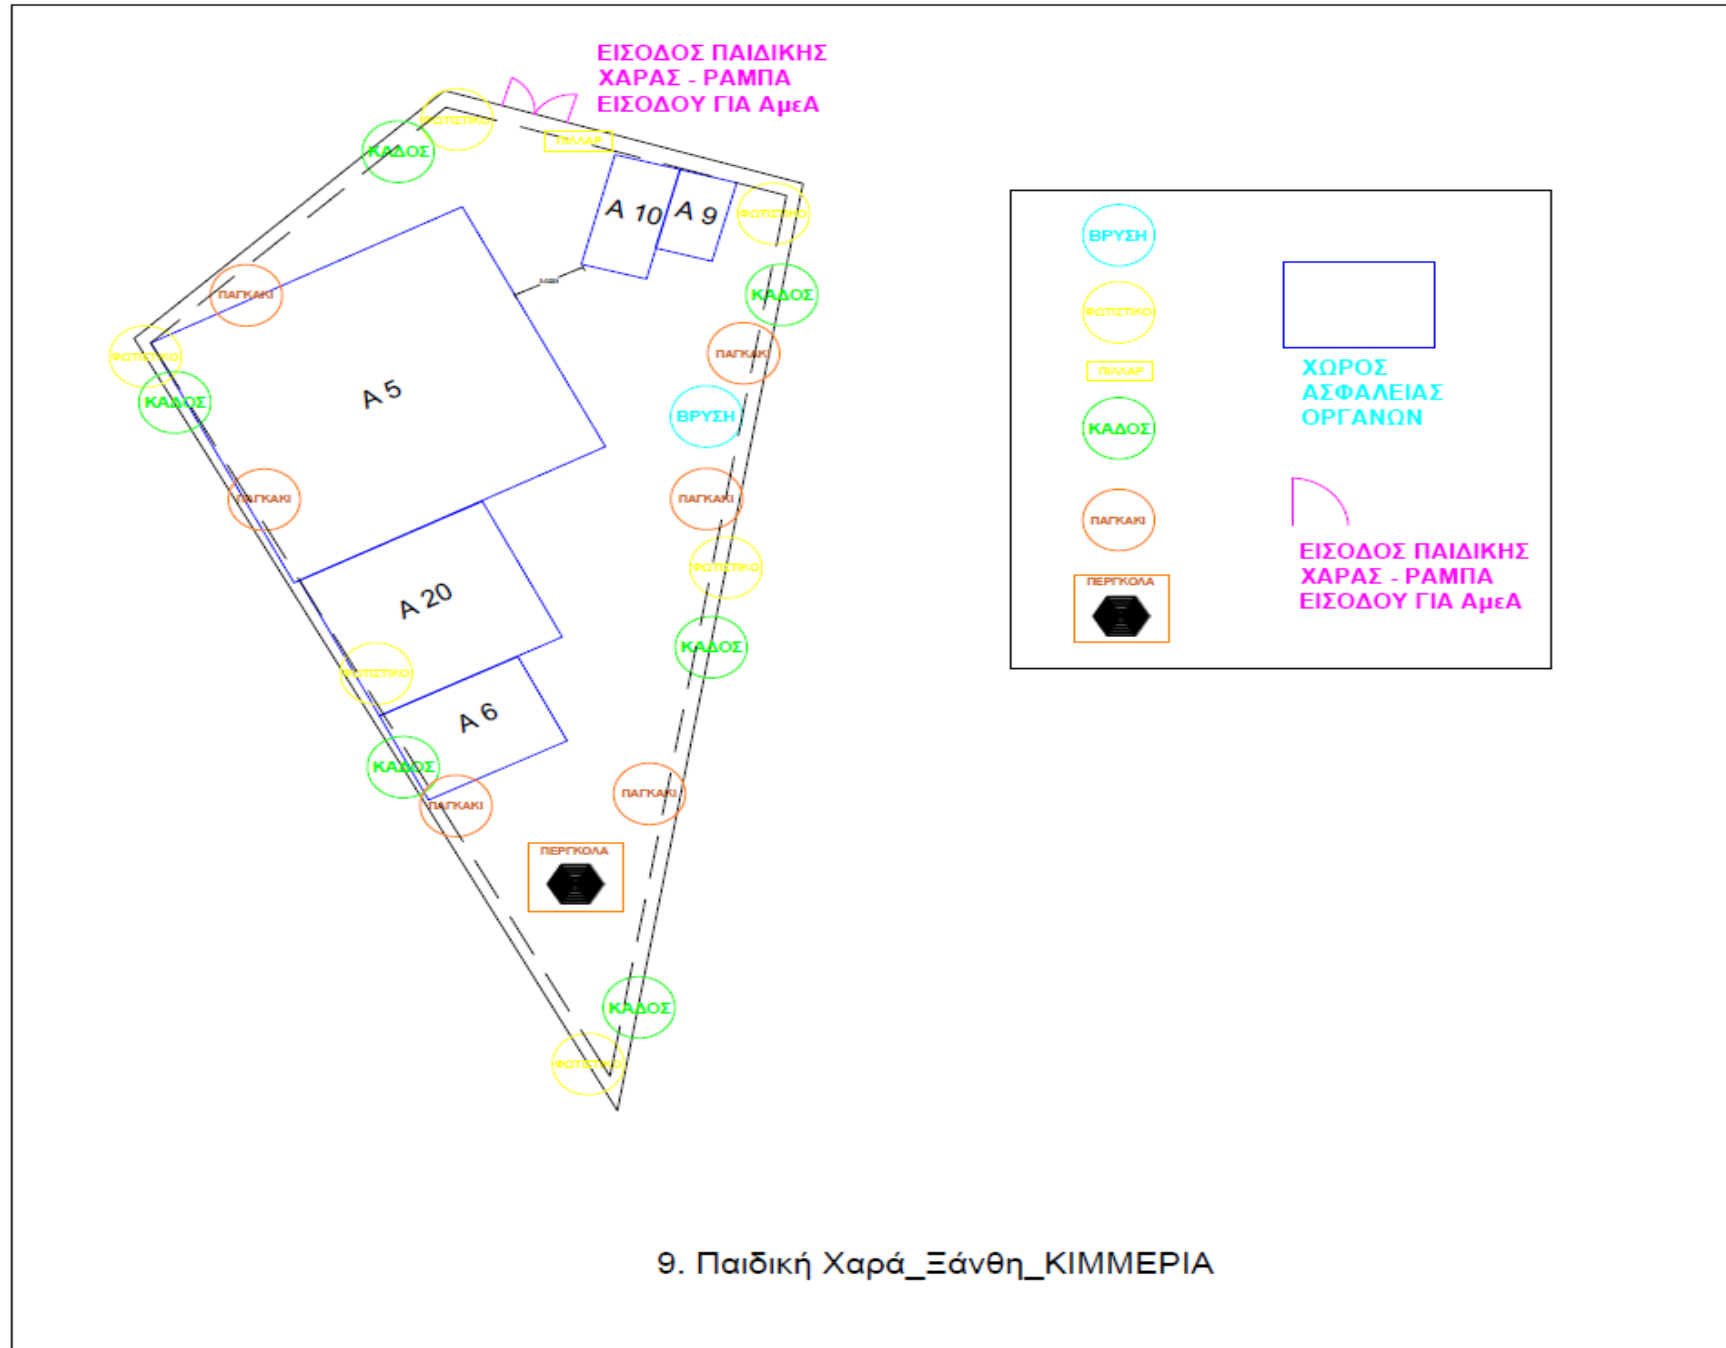 ΕΙΣΟΔΟΣ ΠΑΙΔΙΚΗΣ
ΧΑΡΑΣ - ΡΑΜΠΑ
ΕΙΣΟΔΟΥ ΓΙΑ ΑμεΑ
ΦΩΤΙΣΤΙΚΟ
ΚΑΔΟΣ
ΠΙΛΛΑΡ
Α 10
Α 9
ΦΩΤΙΣΤΙΚΟ
ΠΑΓΚΑΚΙ
ΚΑΔΟΣ
ΦΩΤΙΣΤΙΚΟ
ΠΑΓΚΑΚΙ
Α 5
ΚΑΔΟΣ
ΒΡΥΣΗ
ΠΑΓΚΑΚΙ
ΠΑΓΚΑΚΙ
ΦΩΤΙΣΤΙΚΟ
Α 20
ΚΑΔΟΣ
ΦΩΤΙΣΤΙΚΟ
Α 6
ΚΑΔΟΣ
ΠΑΓΚΑΚΙ
ΠΑΓΚΑΚΙ
ΠΕΡΓΚΟΛΑ
ΚΑΔΟΣ
ΦΩΤΙΣΤΙΚΟ
ΒΡΥΣΗ
ΦΩΤΙΣΤΙΚΟ
ΠΙΛΛΑΡ
ΚΑΔΟΣ
ΠΑΓΚΑΚΙ
ΠΕΡΓΚΟΛΑ
ΧΩΡΟΣ
ΑΣΦΑΛΕΙΑΣ
ΟΡΓΑΝΩΝ
ΕΙΣΟΔΟΣ ΠΑΙΔΙΚΗΣ
ΧΑΡΑΣ - ΡΑΜΠΑ
ΕΙΣΟΔΟΥ ΓΙΑ ΑμεΑ
9. Παιδική Χαρά_Ξάνθη_ΚΙΜΜΕΡΙΑ